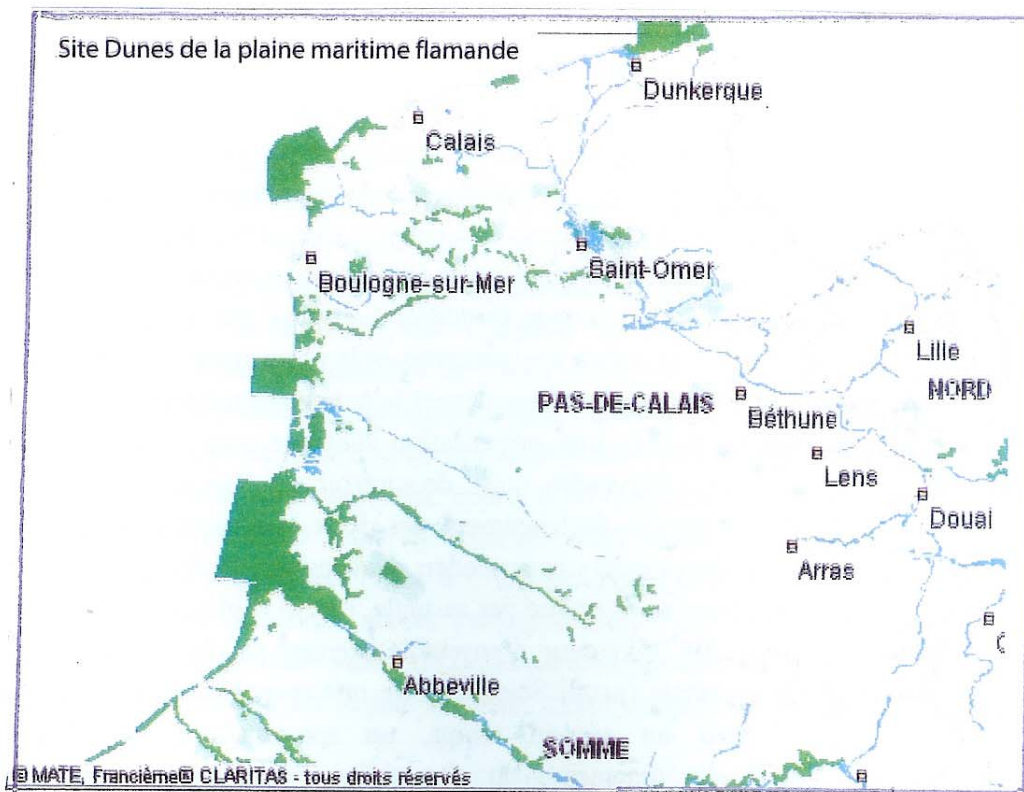 Site Dunes de la plaine maritime flamande
Dunkerque
Calais
Saint-Omer
Boulogne-sur-Mer
Lille
NORD
PAS-DE-CALAIS
Béthune
Lens
Douai
Arras
Abbeville
SOMME
© MATE, Francième® CLARITAS - tous droits réservés